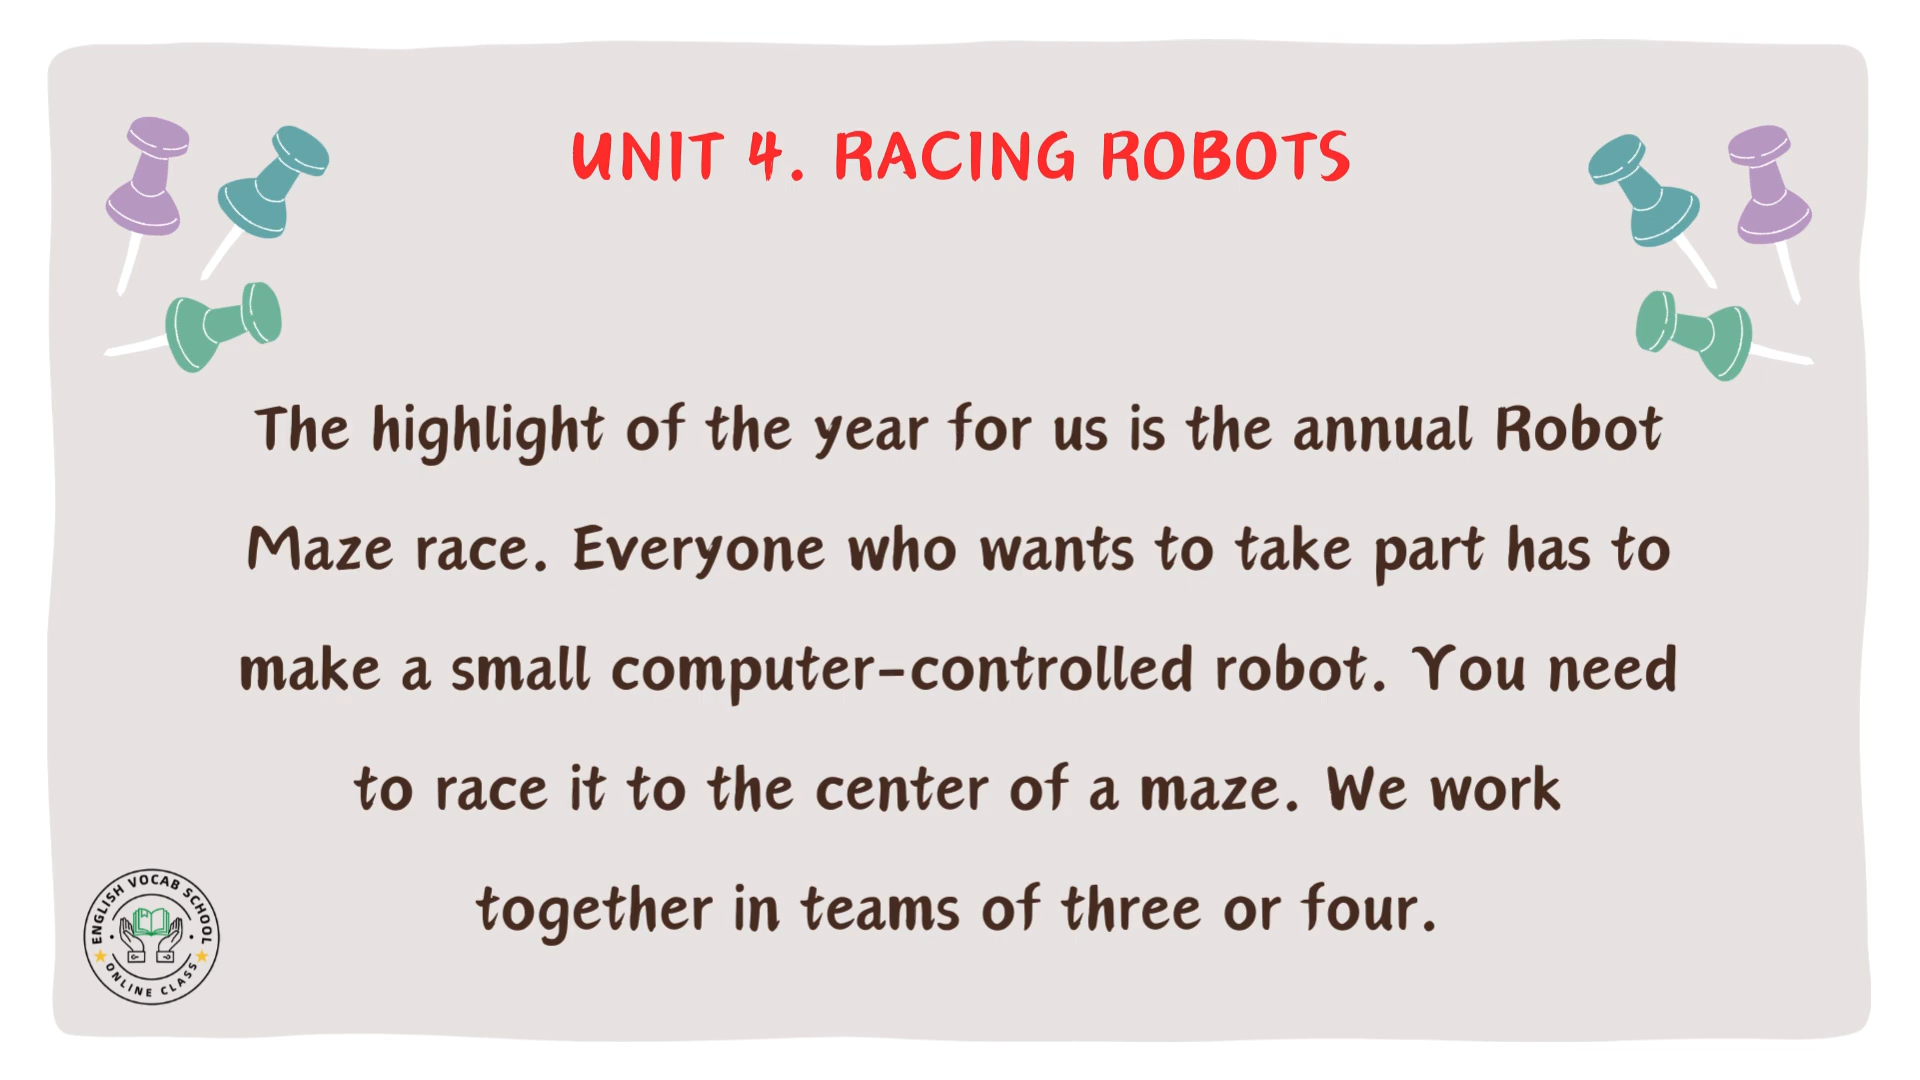 UNIT 4. RACING ROBOTS
The highlight of the year for us is the annual Robot
Maze race. Everyone who wants to take part has to
make a small computer-controlled robot. You need
to race it to the center of a maze. We work
together in teams of three or four.
ENGLISH VOCAB SCHOOL
ONLINE CLASS